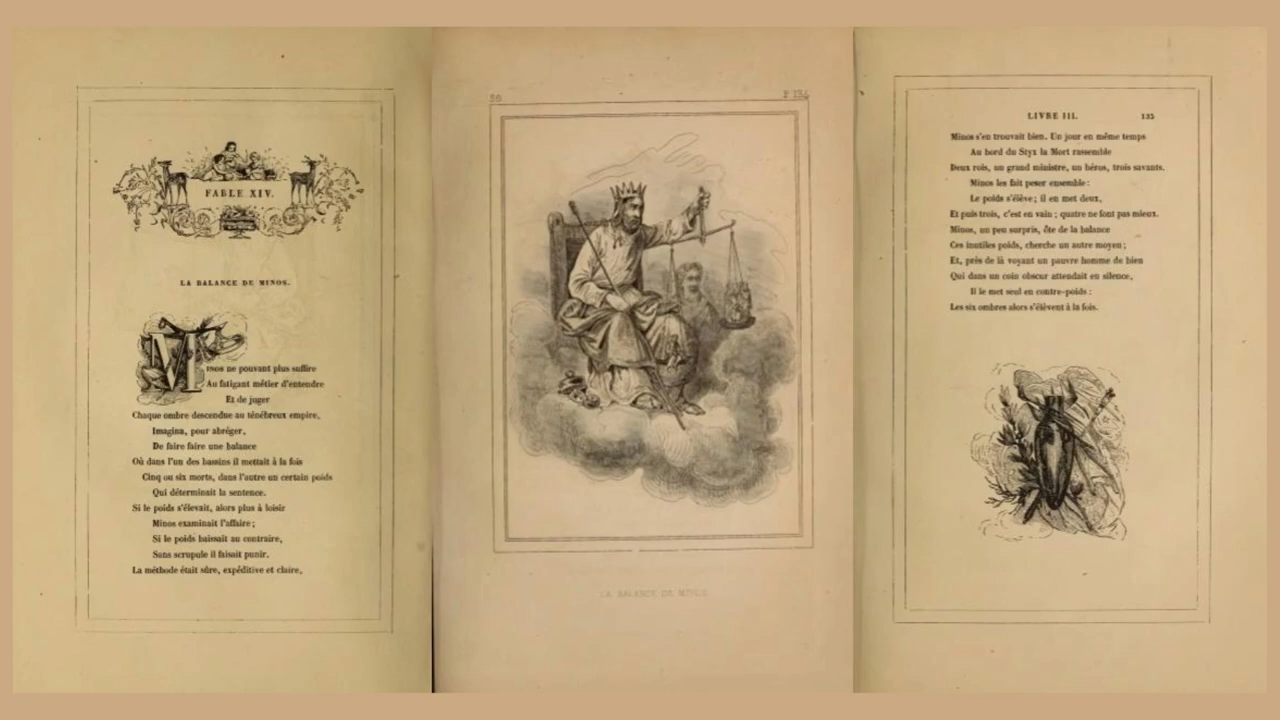 FABLE XIV.
LA BALANCE DE MINOS.
MINOS ne pouvant plus suffire
Au fatigant métier d'entendre
Et de juger
Chaque ombre descendue au ténébreux empire,
Imagina, pour abréger,
De faire faire une balance
Où dans l'un des bassins il mettait à la fois
Cinq ou six morts, dans l'autre un certain poids
Qui déterminait la sentence.
Si le poids s'élevait, alors plus à loisir
Minos examinait l'affaire;
Si le poids baissait au contraire,
Sans scrupule il faisait punir.
La méthode était sûre, expéditive et claire,
P 134
LA BALANCE DE MINOS.
LIVRE III. 135
Minos s'en trouvait bien. Un jour en même temps
Au bord du Styx la Mort rassemble
Deux rois, un grand ministre, un héros, trois savants.
Minos les fait peser ensemble:
Le poids s'élève; il en met deux,
Et puis trois, c'est en vain; quatre ne font pas mieux.
Minos, un peu surpris, ôte de la balance
Ces inutiles poids, cherche un autre moyen;
Et, près de là voyant un pauvre homme de bien
Qui dans un coin obscur attendait en silence,
Il le met seul en contre-poids:
Les six ombres alors s'élèvent à la fois.